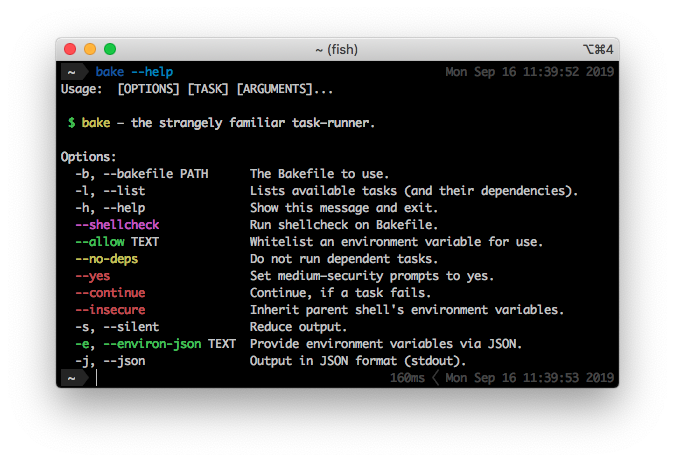 ~ (fish) ⌥⌘4
~ bake --help Mon Sep 16 11:39:52 2019
Usage:  [OPTIONS] [TASK] [ARGUMENTS]...
$ bake – the strangely familiar task-runner.
Options:
-b, --bakefile PATH The Bakefile to use.
-l, --list Lists available tasks (and their dependencies).
-h, --help Show this message and exit.
--shellcheck Run shellcheck on Bakefile.
--allow TEXT Whitelist an environment variable for use.
--no-deps Do not run dependent tasks.
--yes Set medium-security prompts to yes.
--continue Continue, if a task fails.
--insecure Inherit parent shell's environment variables.
-s, --silent Reduce output.
-e, --environ-json TEXT Provide environment variables via JSON.
-j, --json Output in JSON format (stdout).
~ 160ms Mon Sep 16 11:39:53 2019